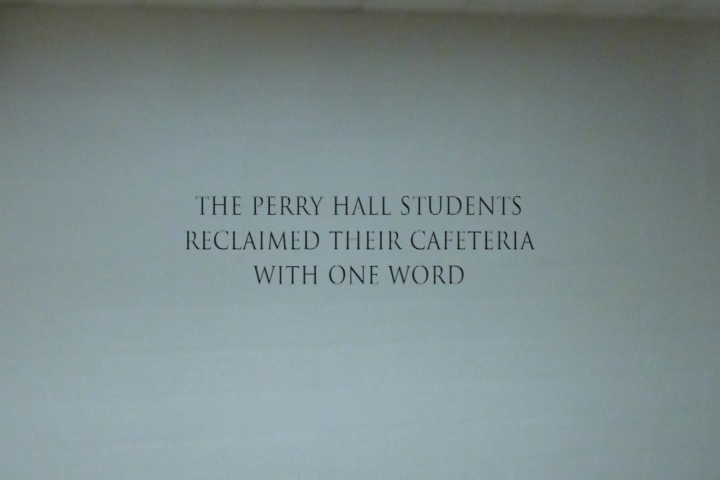 THE PERRY HALL STUDENTS
RECLAIMED THEIR CAFETERIA
WITH ONE WORD